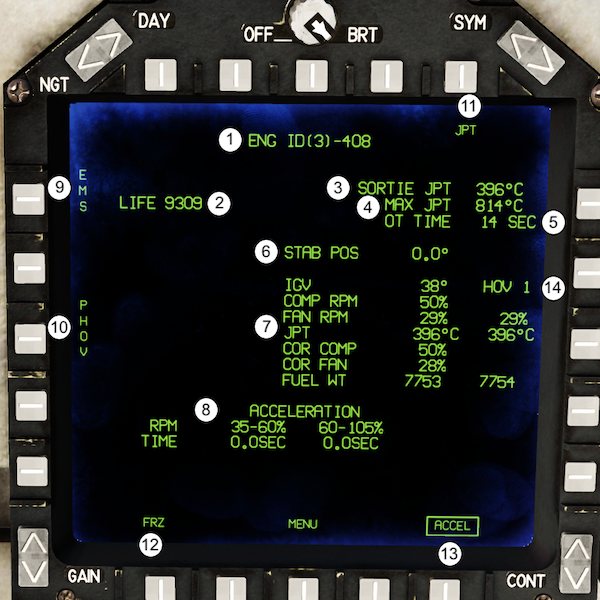 DAY
OFF
BRT
SYM
NGT
11
JPT
1 ENG ID(3)-408
9 EMS
LIFE 9309 2
3 SORTIE JPT 396°C
4 MAX JPT 814°C
OT TIME 14 SEC 5
6 STAB POS 0.0°
IGV 38° HOV 1 14
COMP RPM 50%
FAN RPM 29% 29%
10 PHOV
7 JPT 396°C 396°C
COR COMP 50%
COR FAN 28%
FUEL WT 7753 7754
8 ACCELERATION
RPM 35-60% 60-105%
TIME 0.0SEC 0.0SEC
FRZ MENU ACCEL
12 13
GAIN CONT